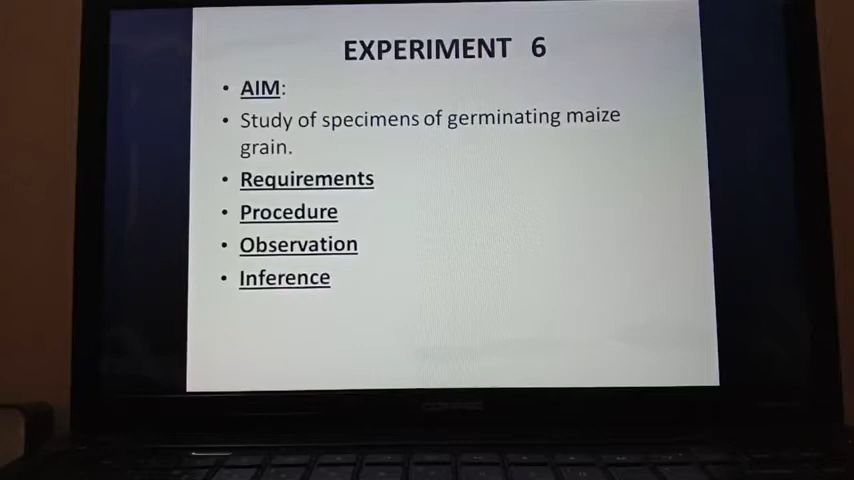 EXPERIMENT 6
• AIM:
• Study of specimens of germinating maize
grain.
• Requirements
• Procedure
• Observation
• Inference